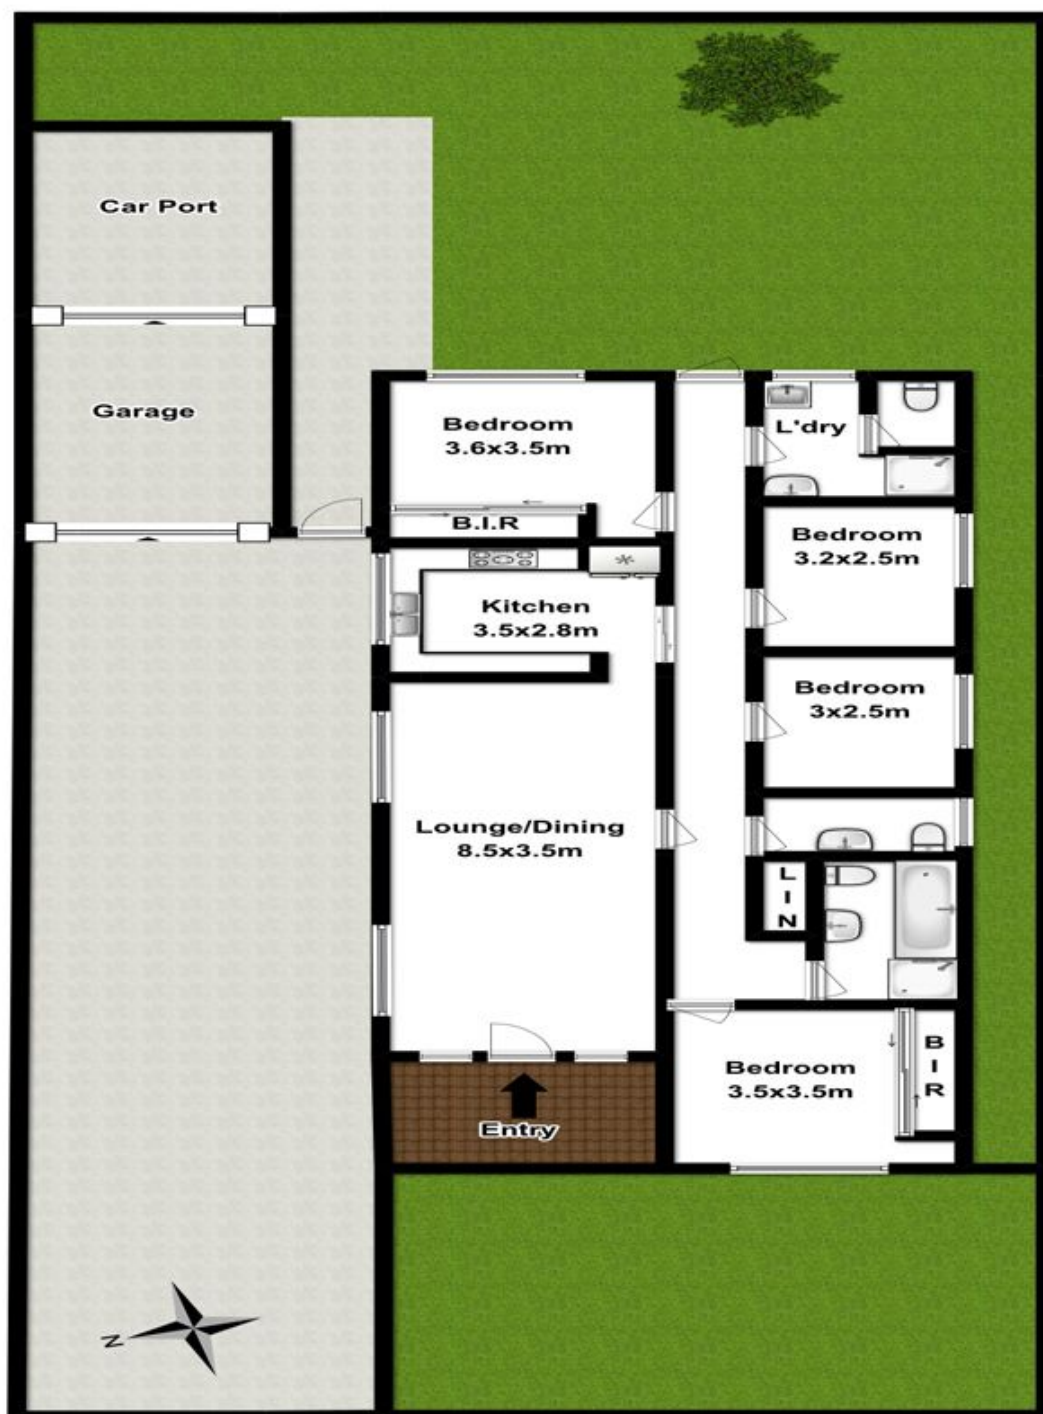 Car Port
Garage
Bedroom
3.6x3.5m
B.I.R
L'dry
Bedroom
3.2x2.5m
Kitchen
3.5x2.8m
Bedroom
3x2.5m
Lounge/Dining
8.5x3.5m
L
I
N
Bedroom
3.5x3.5m
B
I
R
Entry
N